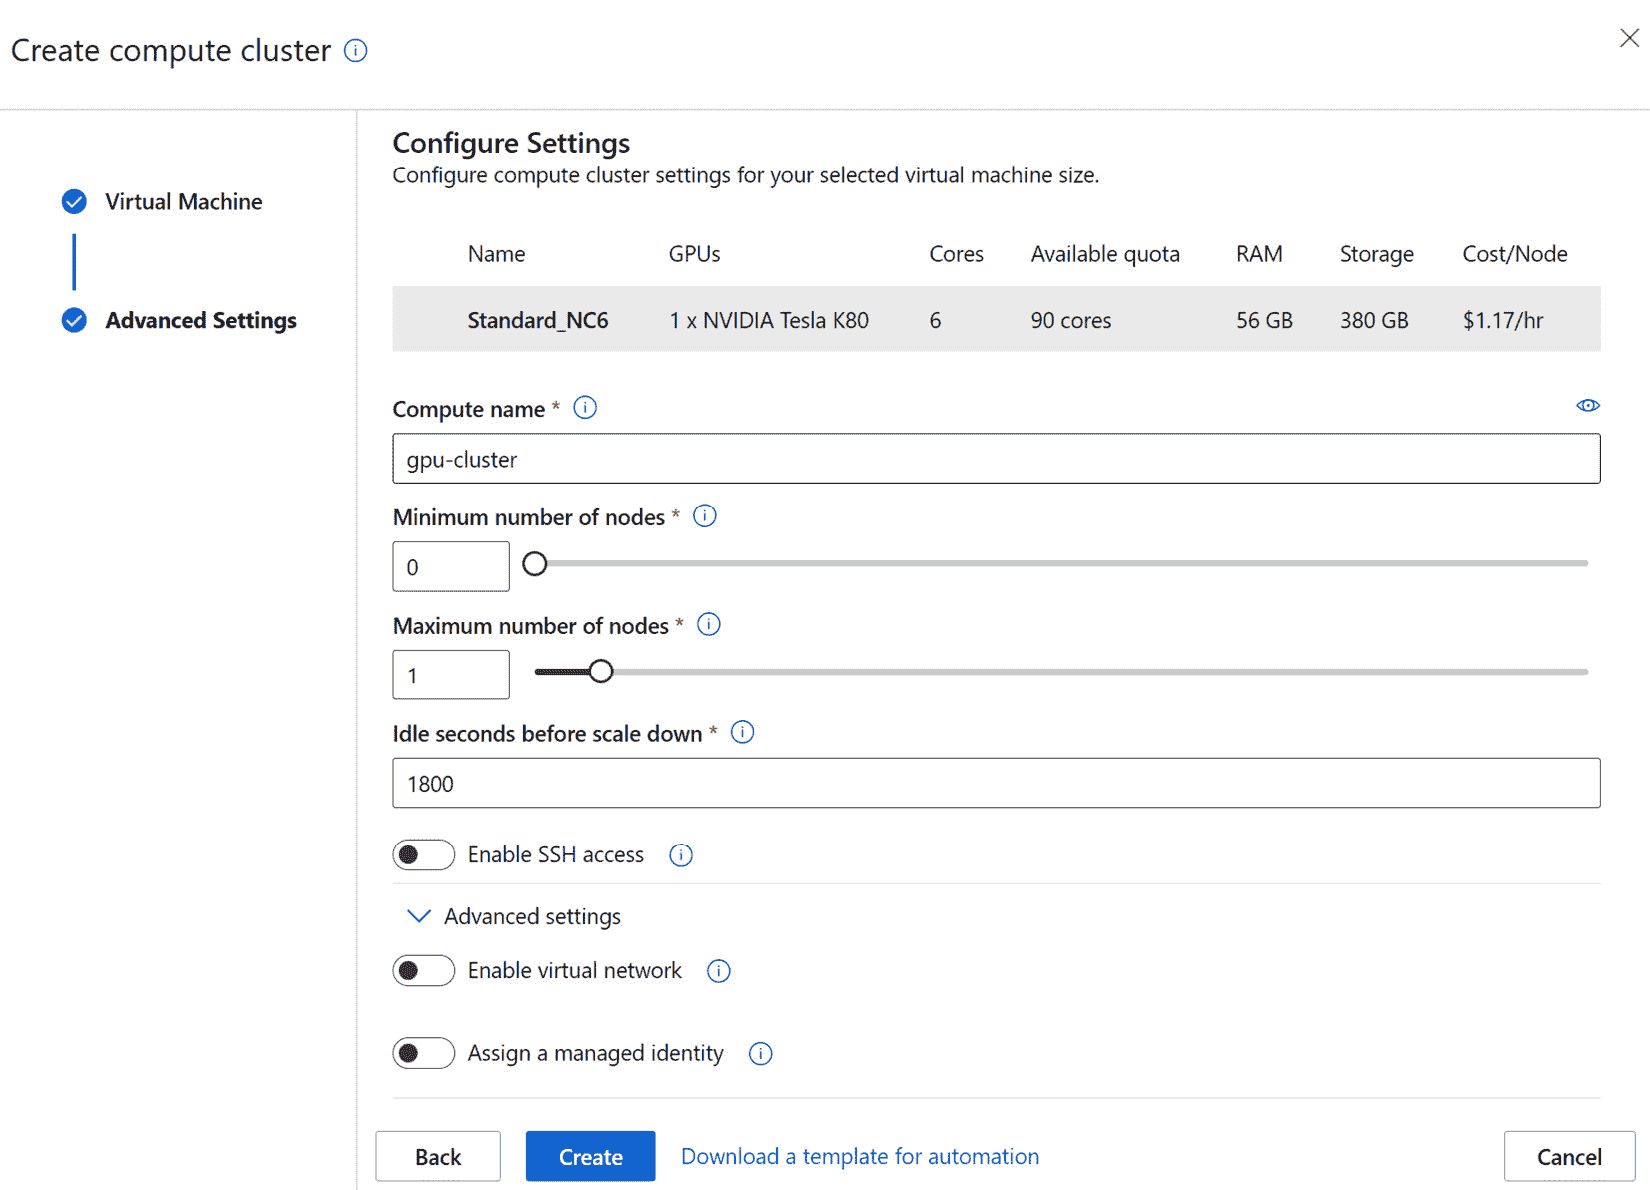 Create compute cluster
Virtual Machine
Advanced Settings
Configure Settings
Configure compute cluster settings for your selected virtual machine size.
Name GPUs Cores Available quota RAM Storage Cost/Node
Standard_NC6 1 x NVIDIA Tesla K80 6 90 cores 56 GB 380 GB $1.17/hr
Compute name *
gpu-cluster
Minimum number of nodes *
0
Maximum number of nodes *
1
Idle seconds before scale down *
1800
Enable SSH access
Advanced settings
Enable virtual network
Assign a managed identity
Back Create Download a template for automation Cancel